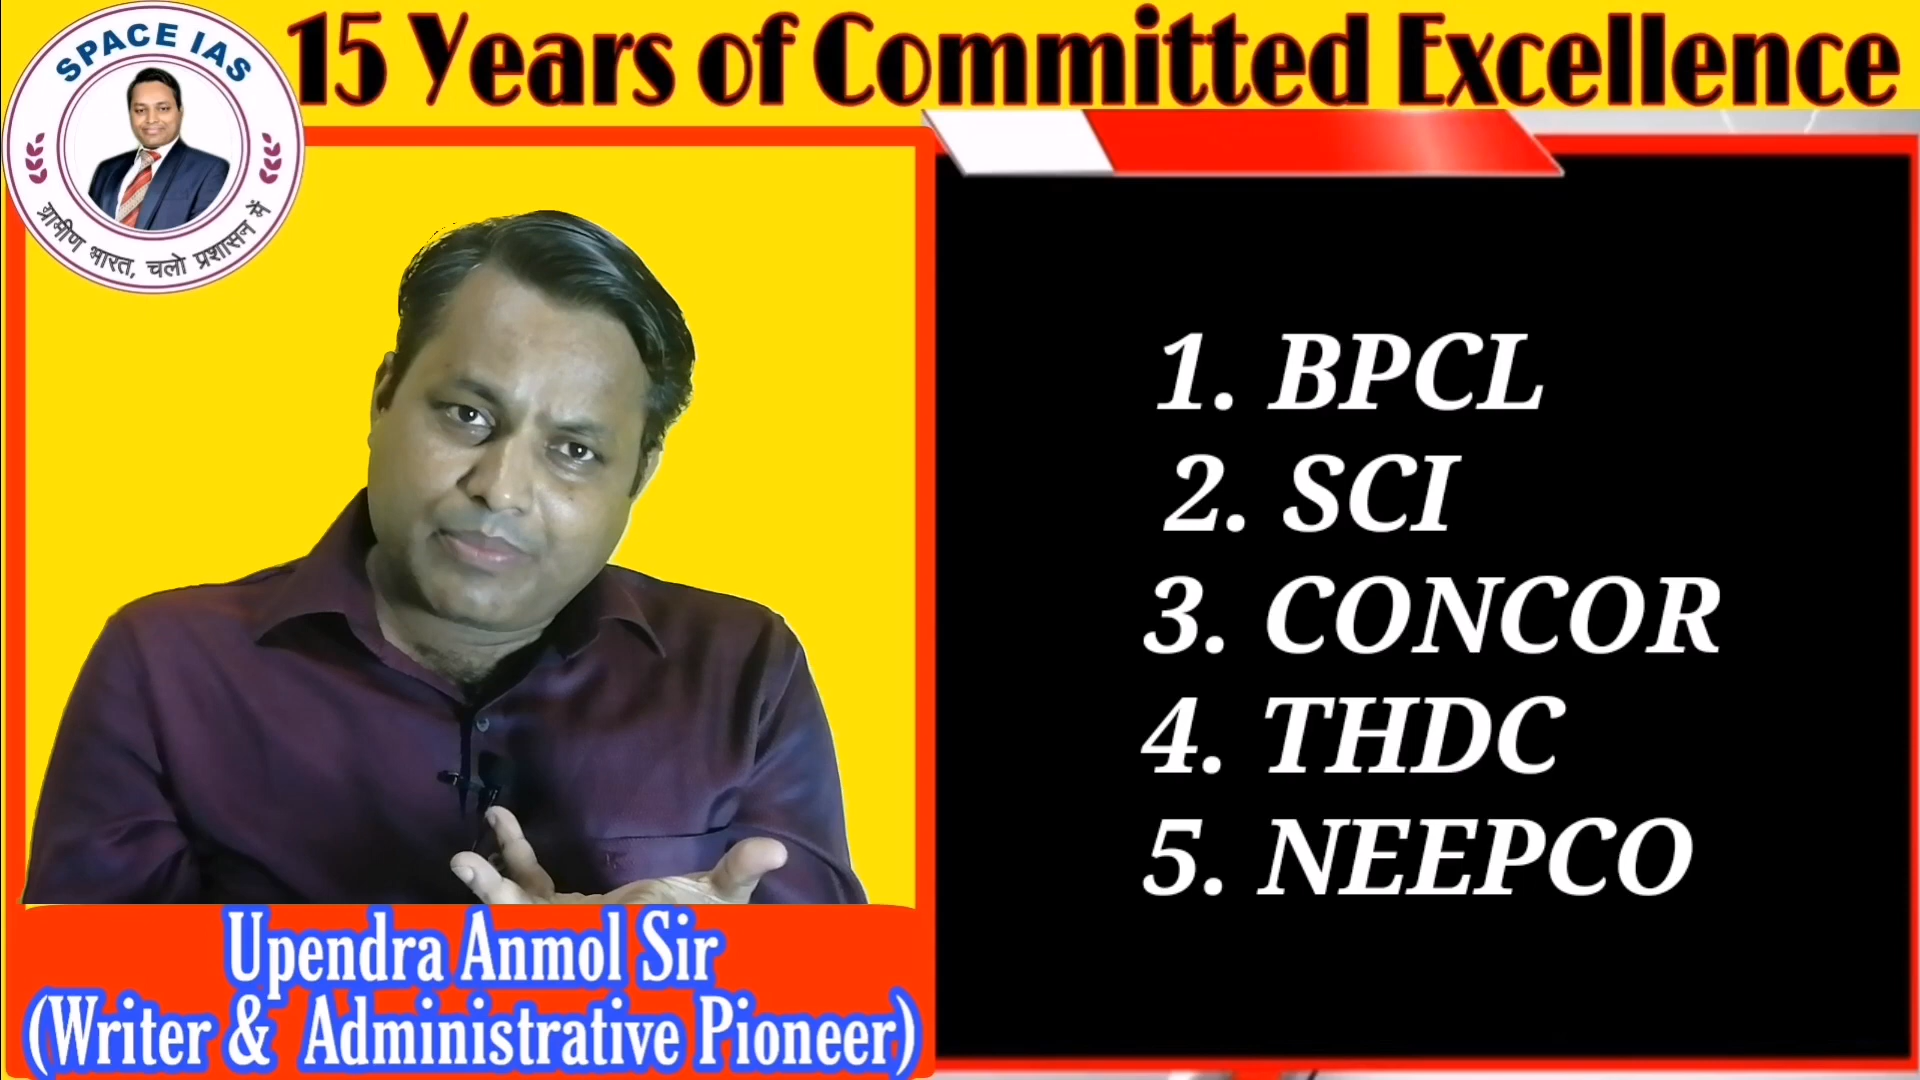 SPACE IAS
ग्रामीण भारत, चलो प्रशासन में
15 Years of Committed Excellence
1. BPCL
2. SCI
3. CONCOR
4. THDC
5. NEEPCO
Upendra Anmol Sir
(Writer & Administrative Pioneer)